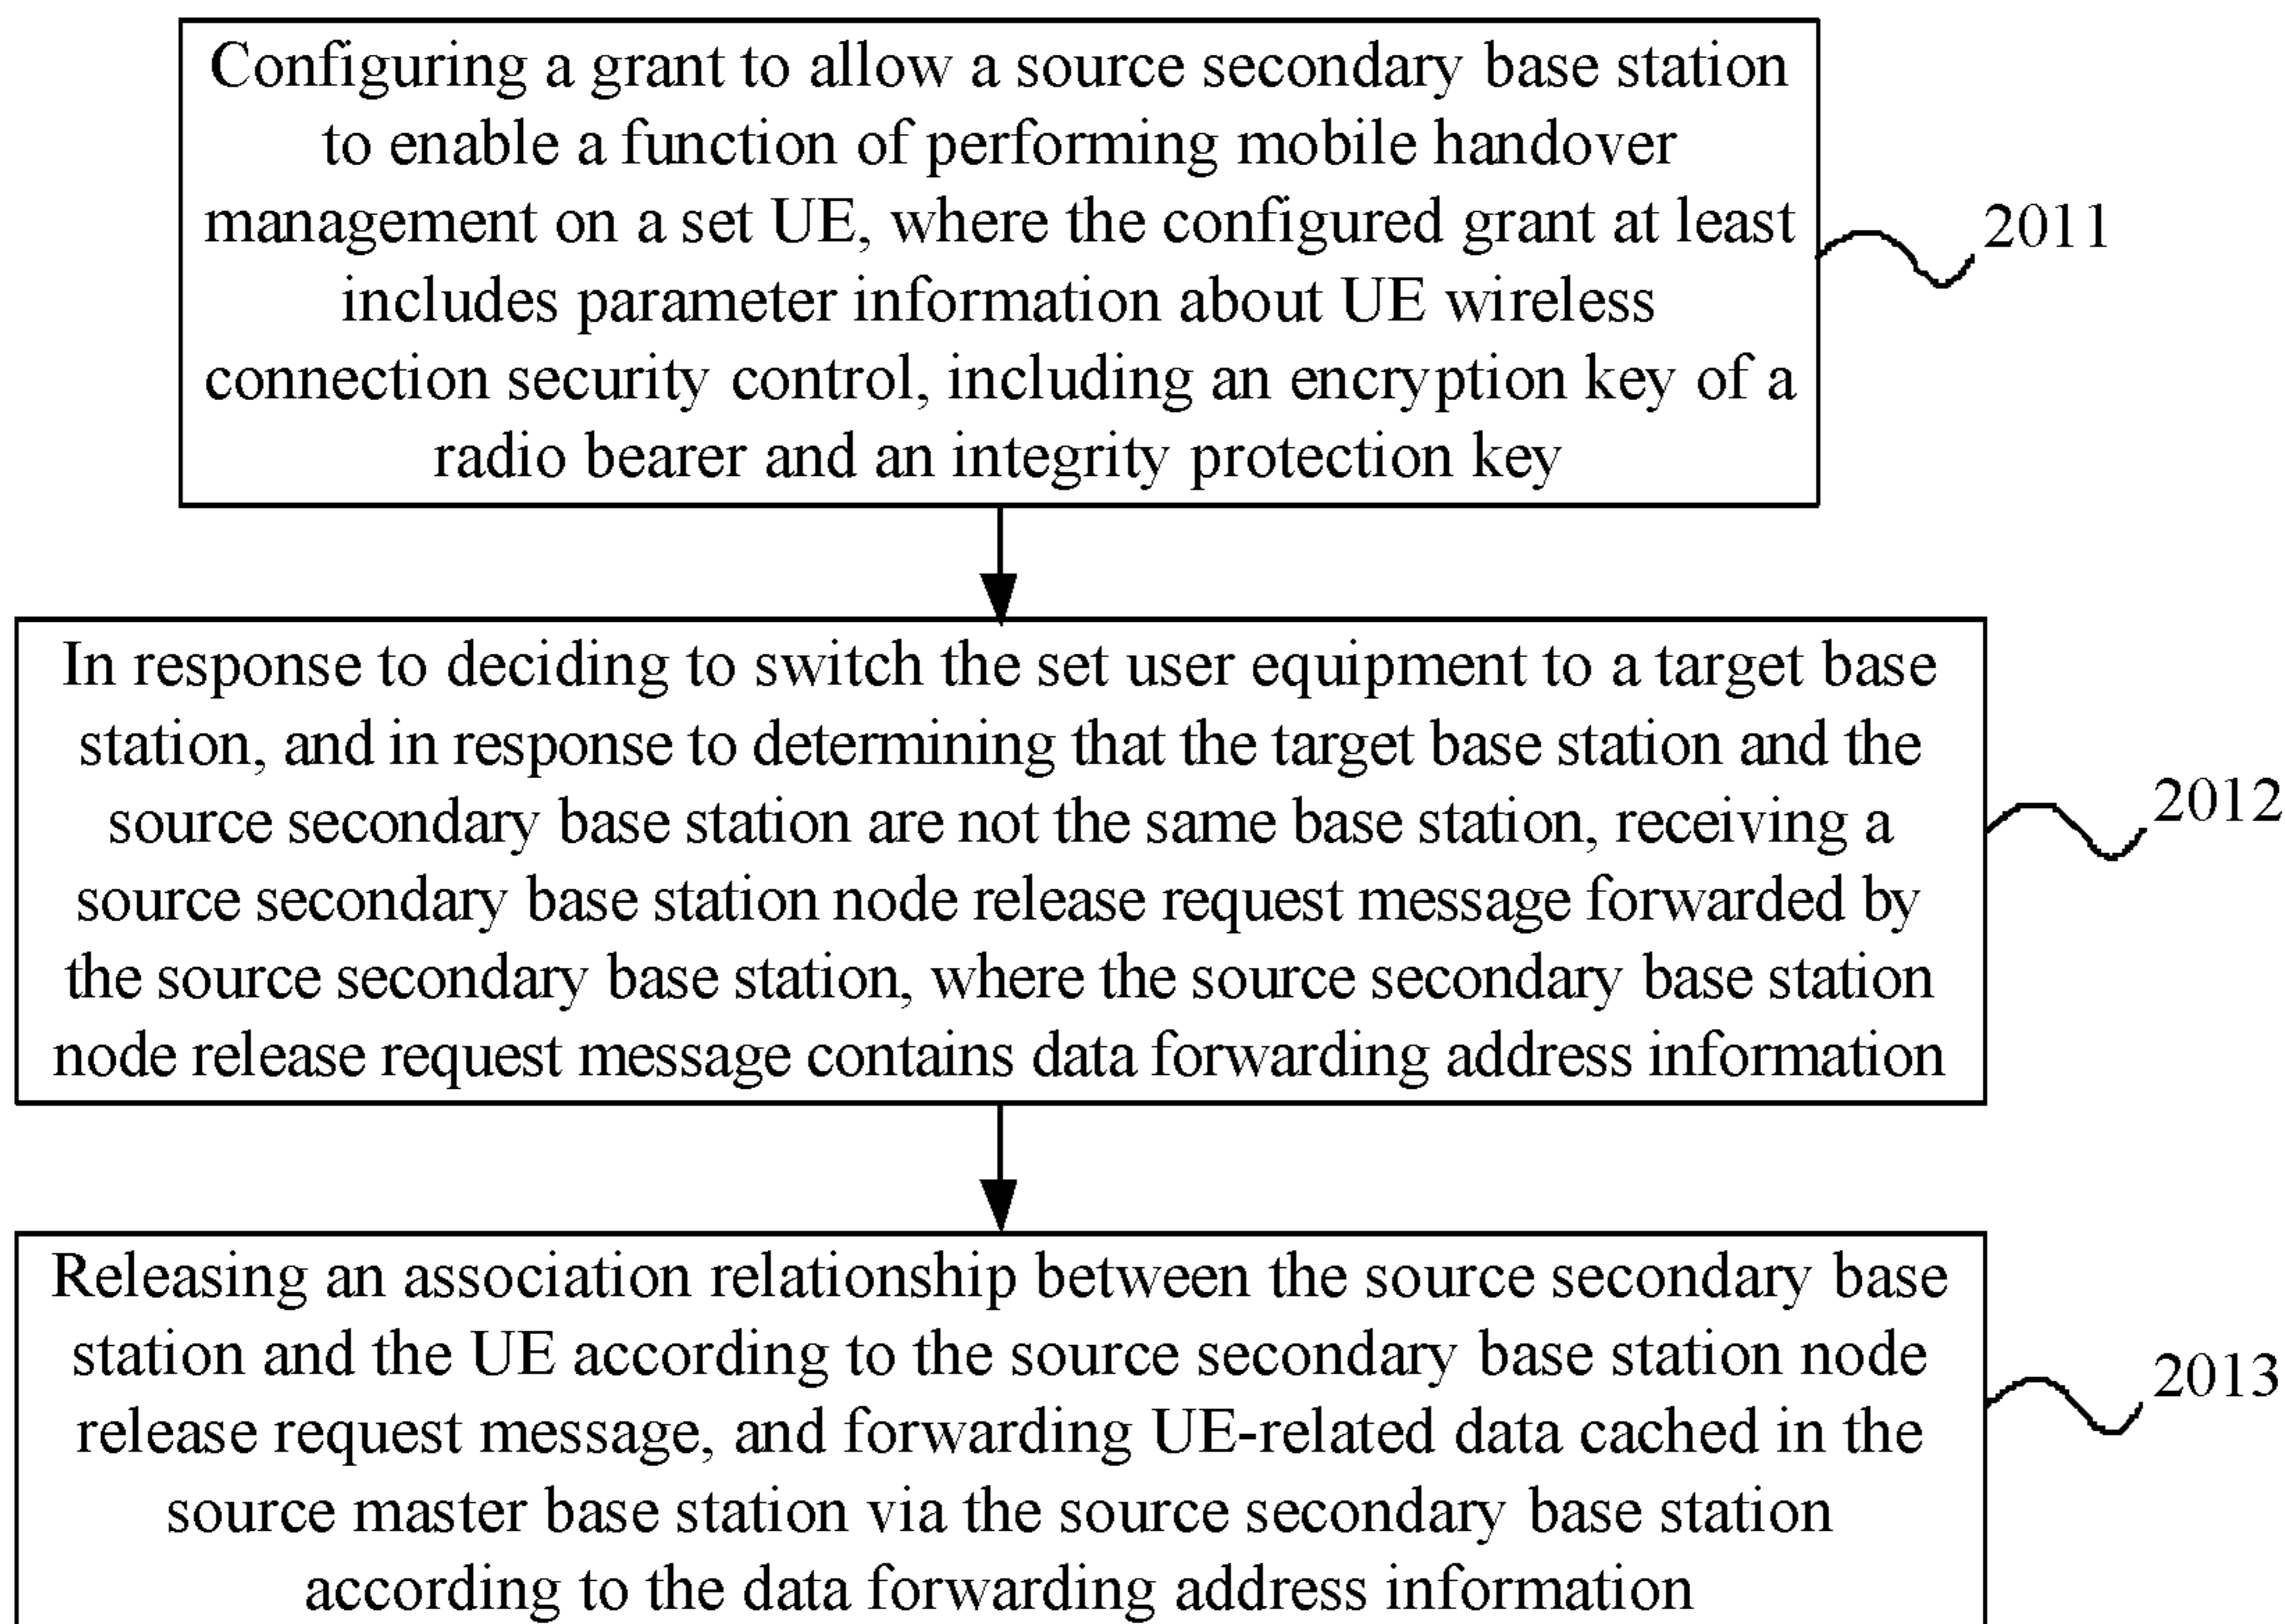 Configuring a grant to allow a source secondary base station
to enable a function of performing mobile handover
management on a set UE, where the configured grant at least
includes parameter information about UE wireless
connection security control, including an encryption key of a
radio bearer and an integrity protection key
2011
In response to deciding to switch the set user equipment to a target base
station, and in response to determining that the target base station and the
source secondary base station are not the same base station, receiving a
source secondary base station node release request message forwarded by
the source secondary base station, where the source secondary base station
node release request message contains data forwarding address information
2012
Releasing an association relationship between the source secondary base
station and the UE according to the source secondary base station node
release request message, and forwarding UE-related data cached in the
source master base station via the source secondary base station
according to the data forwarding address information
2013